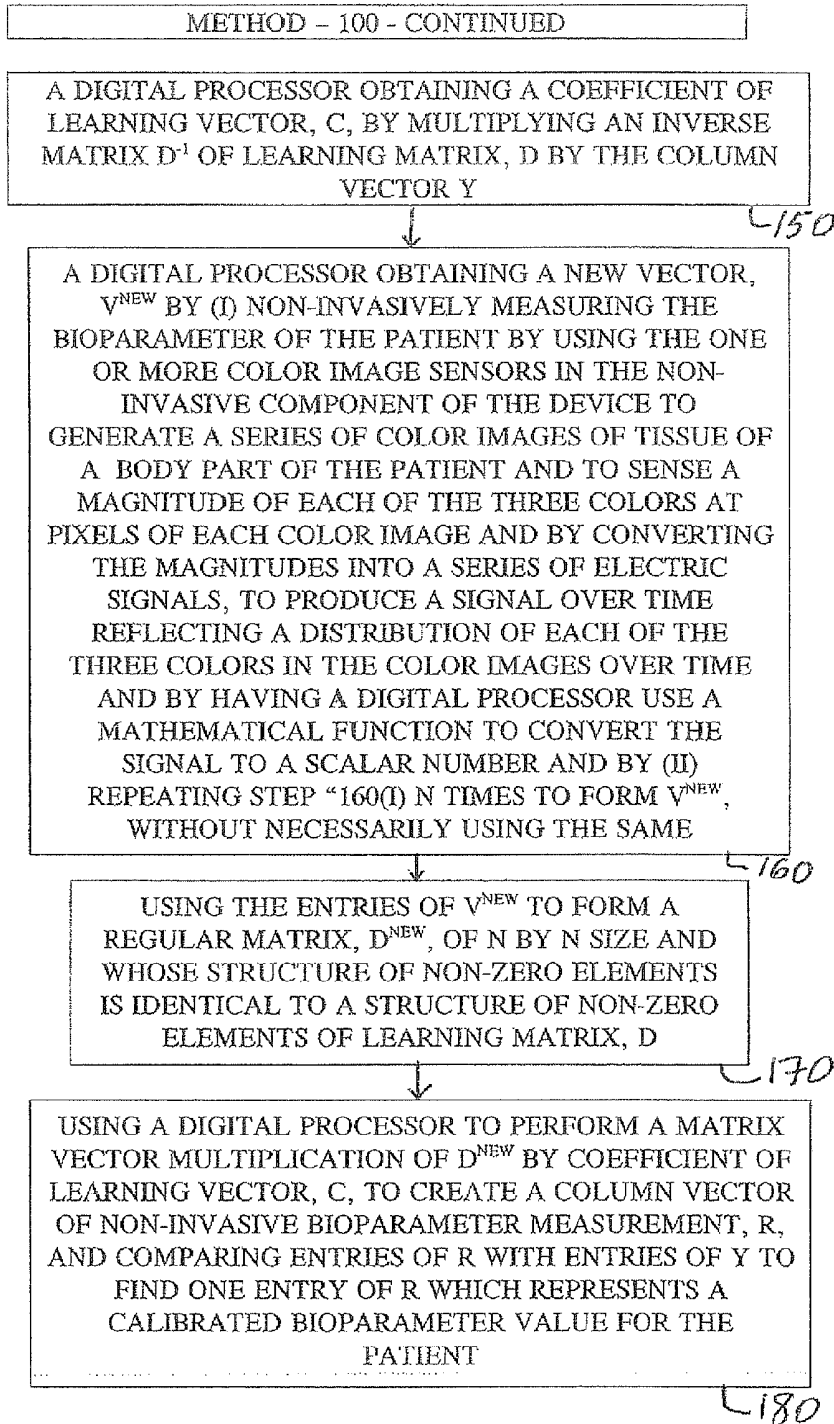 METHOD – 100 - CONTINUED
A DIGITAL PROCESSOR OBTAINING A COEFFICIENT OF
LEARNING VECTOR, C, BY MULTIPLYING AN INVERSE
MATRIX D⁻¹ OF LEARNING MATRIX, D BY THE COLUMN
VECTOR Y
150
A DIGITAL PROCESSOR OBTAINING A NEW VECTOR,
V^NEW BY (I) NON-INVASIVELY MEASURING THE
BIOPARAMETER OF THE PATIENT BY USING THE ONE
OR MORE COLOR IMAGE SENSORS IN THE NON-
INVASIVE COMPONENT OF THE DEVICE TO
GENERATE A SERIES OF COLOR IMAGES OF TISSUE OF
A BODY PART OF THE PATIENT AND TO SENSE A
MAGNITUDE OF EACH OF THE THREE COLORS AT
PIXELS OF EACH COLOR IMAGE AND BY CONVERTING
THE MAGNITUDES INTO A SERIES OF ELECTRIC
SIGNALS, TO PRODUCE A SIGNAL OVER TIME
REFLECTING A DISTRIBUTION OF EACH OF THE
THREE COLORS IN THE COLOR IMAGES OVER TIME
AND BY HAVING A DIGITAL PROCESSOR USE A
MATHEMATICAL FUNCTION TO CONVERT THE
SIGNAL TO A SCALAR NUMBER AND BY (II)
REPEATING STEP “160(I) N TIMES TO FORM V^NEW,
WITHOUT NECESSARILY USING THE SAME
160
USING THE ENTRIES OF V^NEW TO FORM A
REGULAR MATRIX, D^NEW, OF N BY N SIZE AND
WHOSE STRUCTURE OF NON-ZERO ELEMENTS
IS IDENTICAL TO A STRUCTURE OF NON-ZERO
ELEMENTS OF LEARNING MATRIX, D
170
USING A DIGITAL PROCESSOR TO PERFORM A MATRIX
VECTOR MULTIPLICATION OF D^NEW BY COEFFICIENT OF
LEARNING VECTOR, C, TO CREATE A COLUMN VECTOR
OF NON-INVASIVE BIOPARAMETER MEASUREMENT, R,
AND COMPARING ENTRIES OF R WITH ENTRIES OF Y TO
FIND ONE ENTRY OF R WHICH REPRESENTS A
CALIBRATED BIOPARAMETER VALUE FOR THE
PATIENT
180